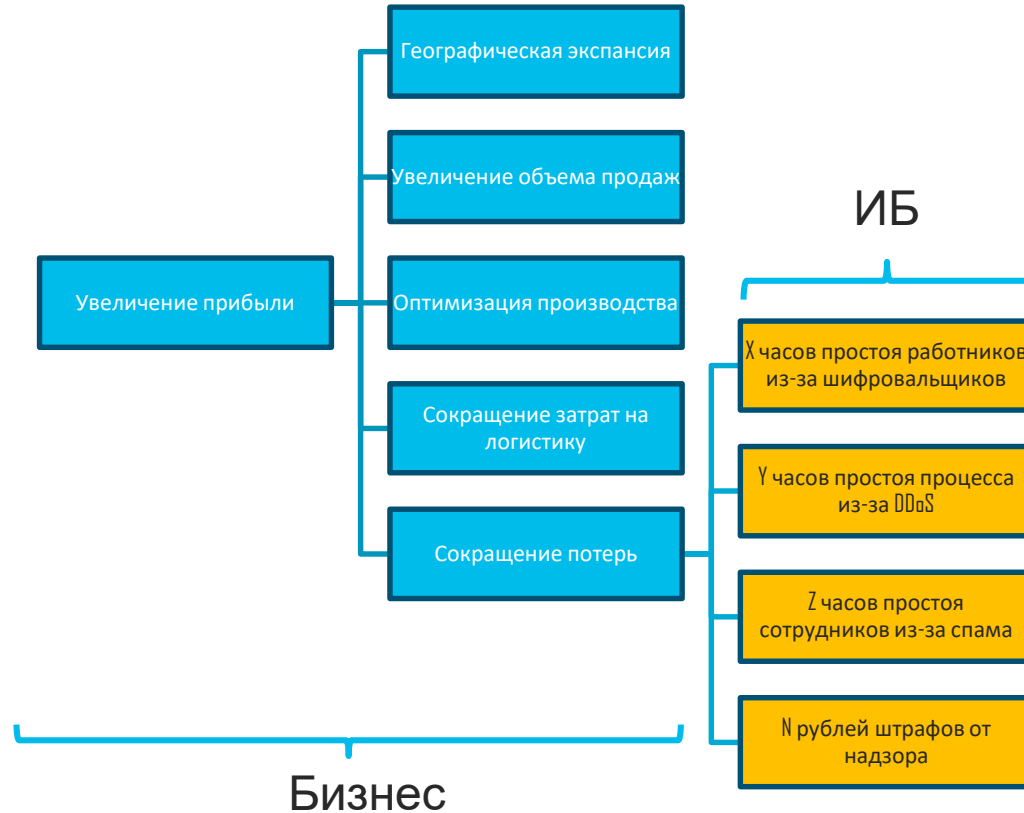 Географическая экспансия
Увеличение объема продаж
ИБ
Увеличение прибыли
Оптимизация производства
X часов простоя работников
из-за шифровальщиков
Сокращение затрат на
логистику
Y часов простоя процесса
из-за DDoS
Сокращение потерь
Z часов простоя
сотрудников из-за спама
N рублей штрафов от
надзора
Бизнес